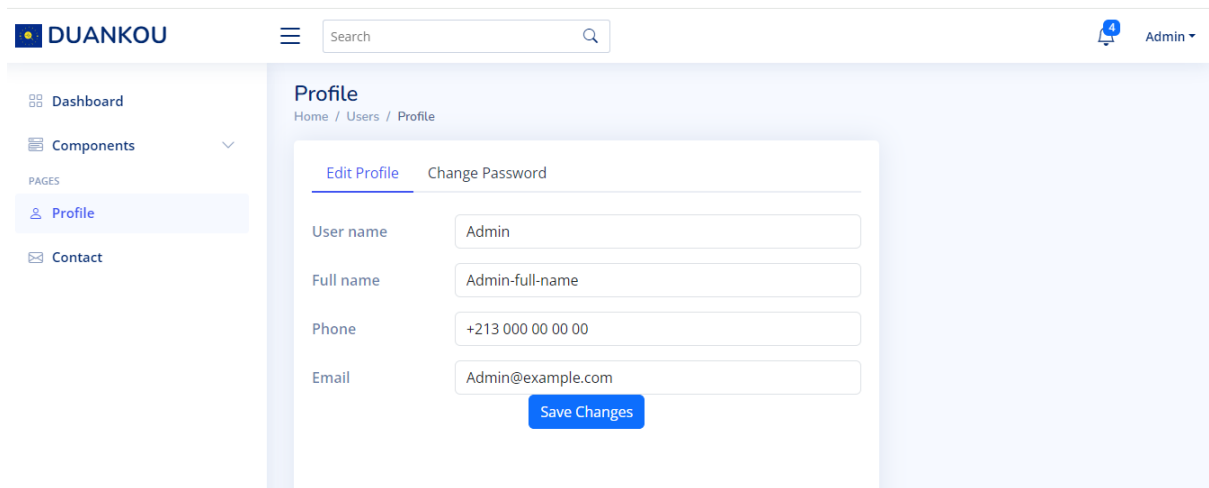 DUANKOU
Search
4
Admin
Dashboard
Components
PAGES
Profile
Contact
Profile
Home / Users / Profile
Edit Profile Change Password
User name Admin
Full name Admin-full-name
Phone +213 000 00 00 00
Email Admin@example.com
Save Changes